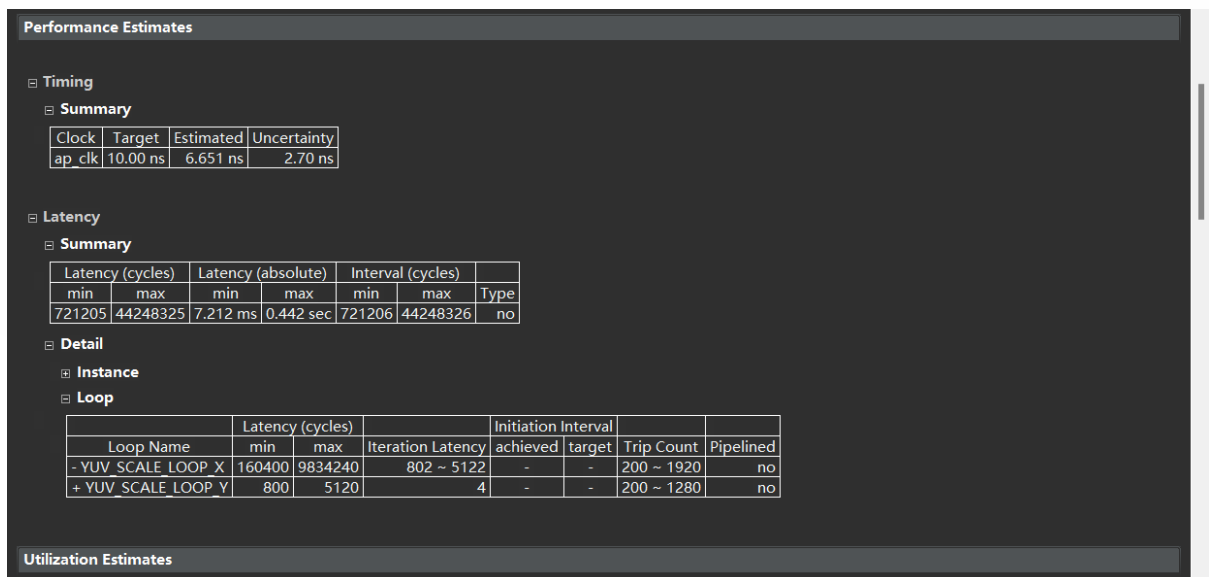 Performance Estimates
Timing
Summary
Clock Target Estimated Uncertainty
ap_clk 10.00 ns 6.651 ns 2.70 ns
Latency
Summary
Latency (cycles) Latency (absolute) Interval (cycles)
min max min max min max Type
721205 44248325 7.212 ms 0.442 sec 721206 44248326 no
Detail
Instance
Loop
Latency (cycles) Initiation Interval
Loop Name min max Iteration Latency achieved target Trip Count Pipelined
- YUV_SCALE_LOOP_X 160400 9834240 802 ~ 5122 - - 200 ~ 1920 no
+ YUV_SCALE_LOOP_Y 800 5120 4 - - 200 ~ 1280 no
Utilization Estimates